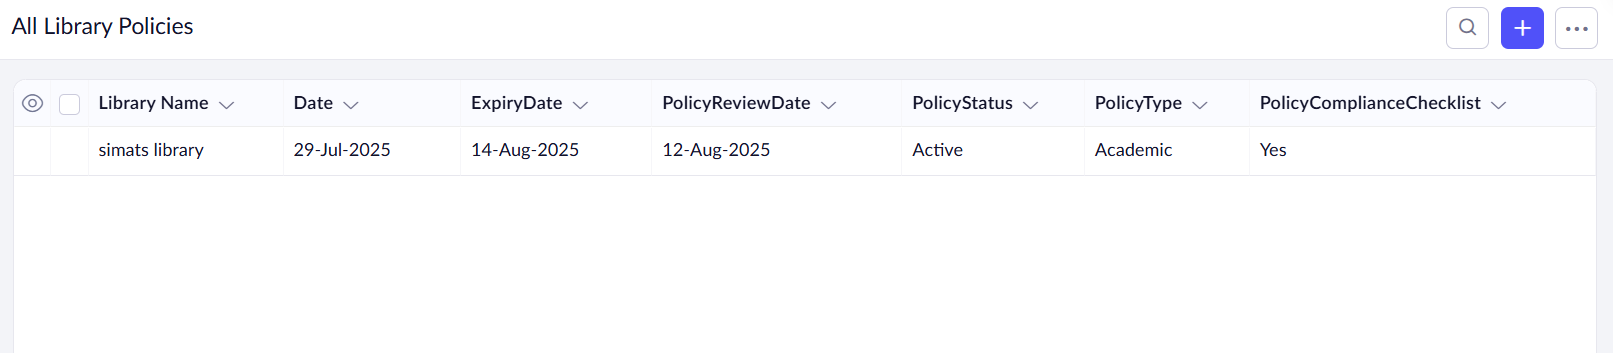 All Library Policies
Library Name Date ExpiryDate PolicyReviewDate PolicyStatus PolicyType PolicyComplianceChecklist
simats library 29-Jul-2025 14-Aug-2025 12-Aug-2025 Active Academic Yes